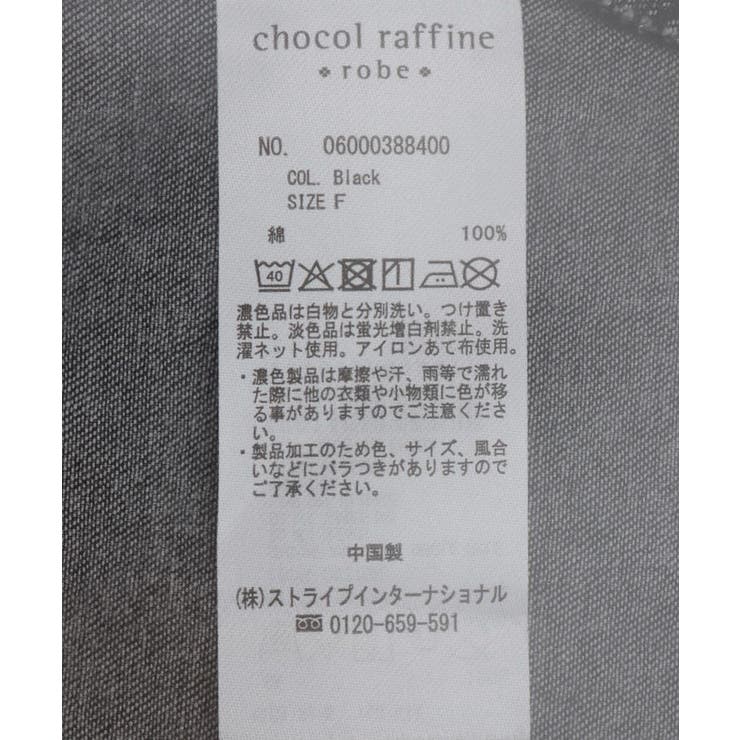 chocol raffine
robe
NO. 06000388400
COL. Black
SIZE F
綿 100%
40
濃色品は白物と分別洗い。つけ置き
禁止。淡色品は蛍光増白剤禁止。洗
濯ネット使用。アイロンあて布使用。
・濃色製品は摩擦や汗、雨等で濡れ
た際に他の衣類や小物類に色が移
る事がありますのでご注意くださ
い。
・製品加工のため色、サイズ、風合
いなどにバラつきがありますので
ご了承ください。
中国製
(株)ストライプインターナショナル
0120-659-591